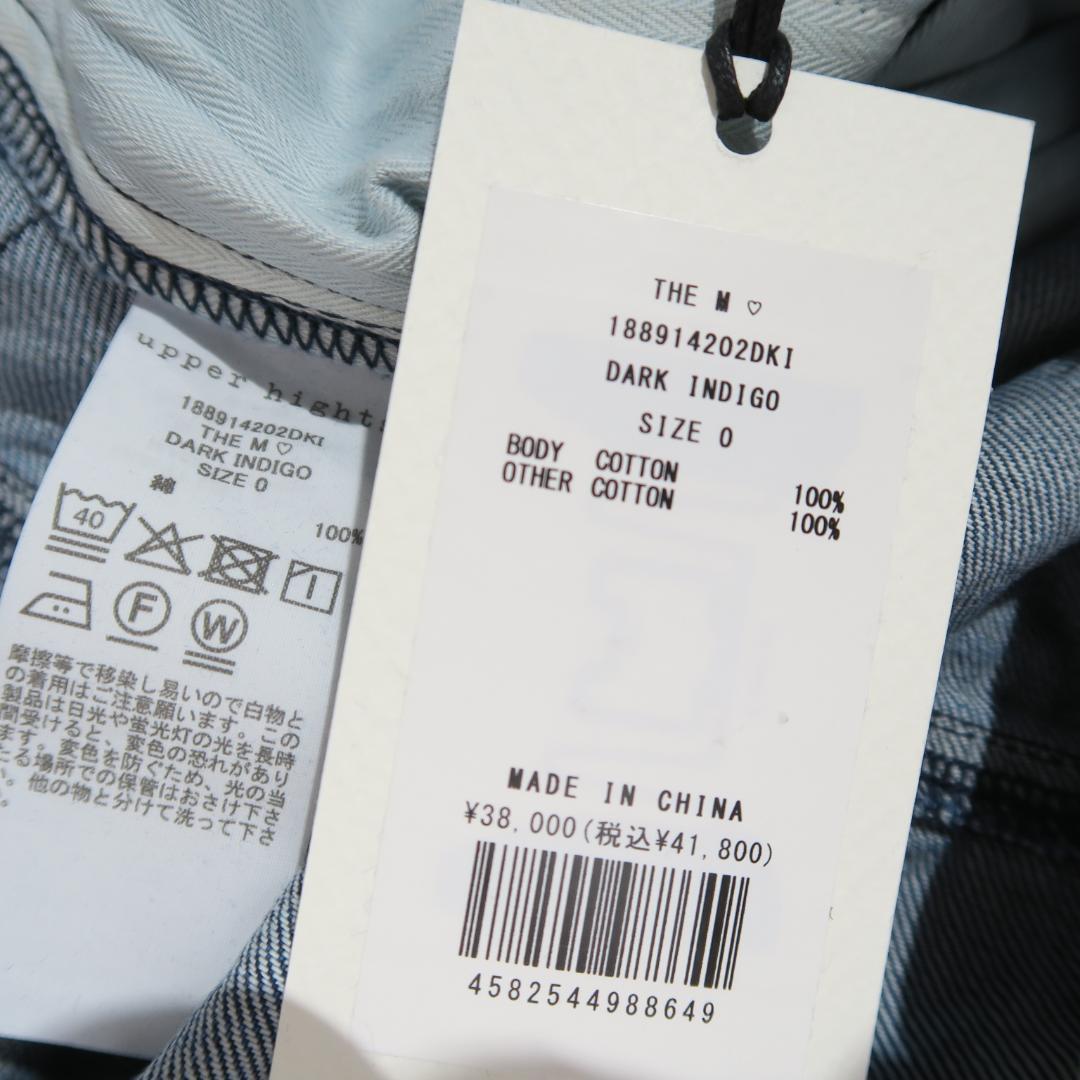 upper hights
188914202DKI
THE M ♡
DARK INDIGO
SIZE 0
綿
100%
40
F
W
摩擦等で移染し易いので白物と
の着用はご注意願います。この
製品は日光や蛍光灯の光を長時
間受けると、変色の恐れがあり
ます。変色を防ぐため、光の当
たる場所での保管はおさけ下さ
い。他の物と分けて洗って下さ
THE M ♡
188914202DKI
DARK INDIGO
SIZE 0
BODY COTTON 100%
OTHER COTTON 100%
MADE IN CHINA
¥38,000(税込¥41,800)
4582544988649